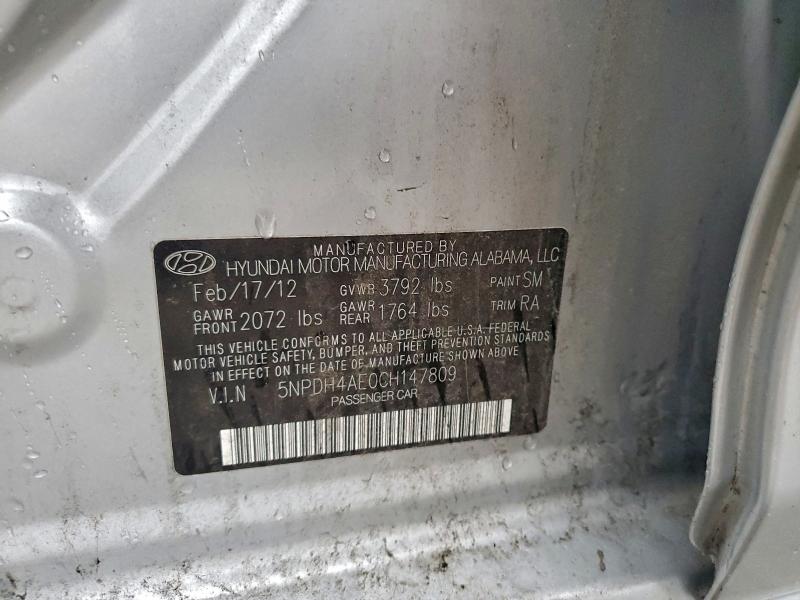 MANUFACTURED BY
HYUNDAI MOTOR MANUFACTURING ALABAMA, LLC
Feb/17/12 GVWR 3792 lbs PAINT SM
GAWR FRONT 2072 lbs GAWR REAR 1764 lbs TRIM RA
THIS VEHICLE CONFORMS TO ALL APPLICABLE U.S.A. FEDERAL
MOTOR VEHICLE SAFETY, BUMPER, AND THEFT PREVENTION STANDARDS
IN EFFECT ON THE DATE OF MANUFACTURE SHOWN ABOVE.
V.I.N 5NPDH4AE0CH147809
PASSENGER CAR